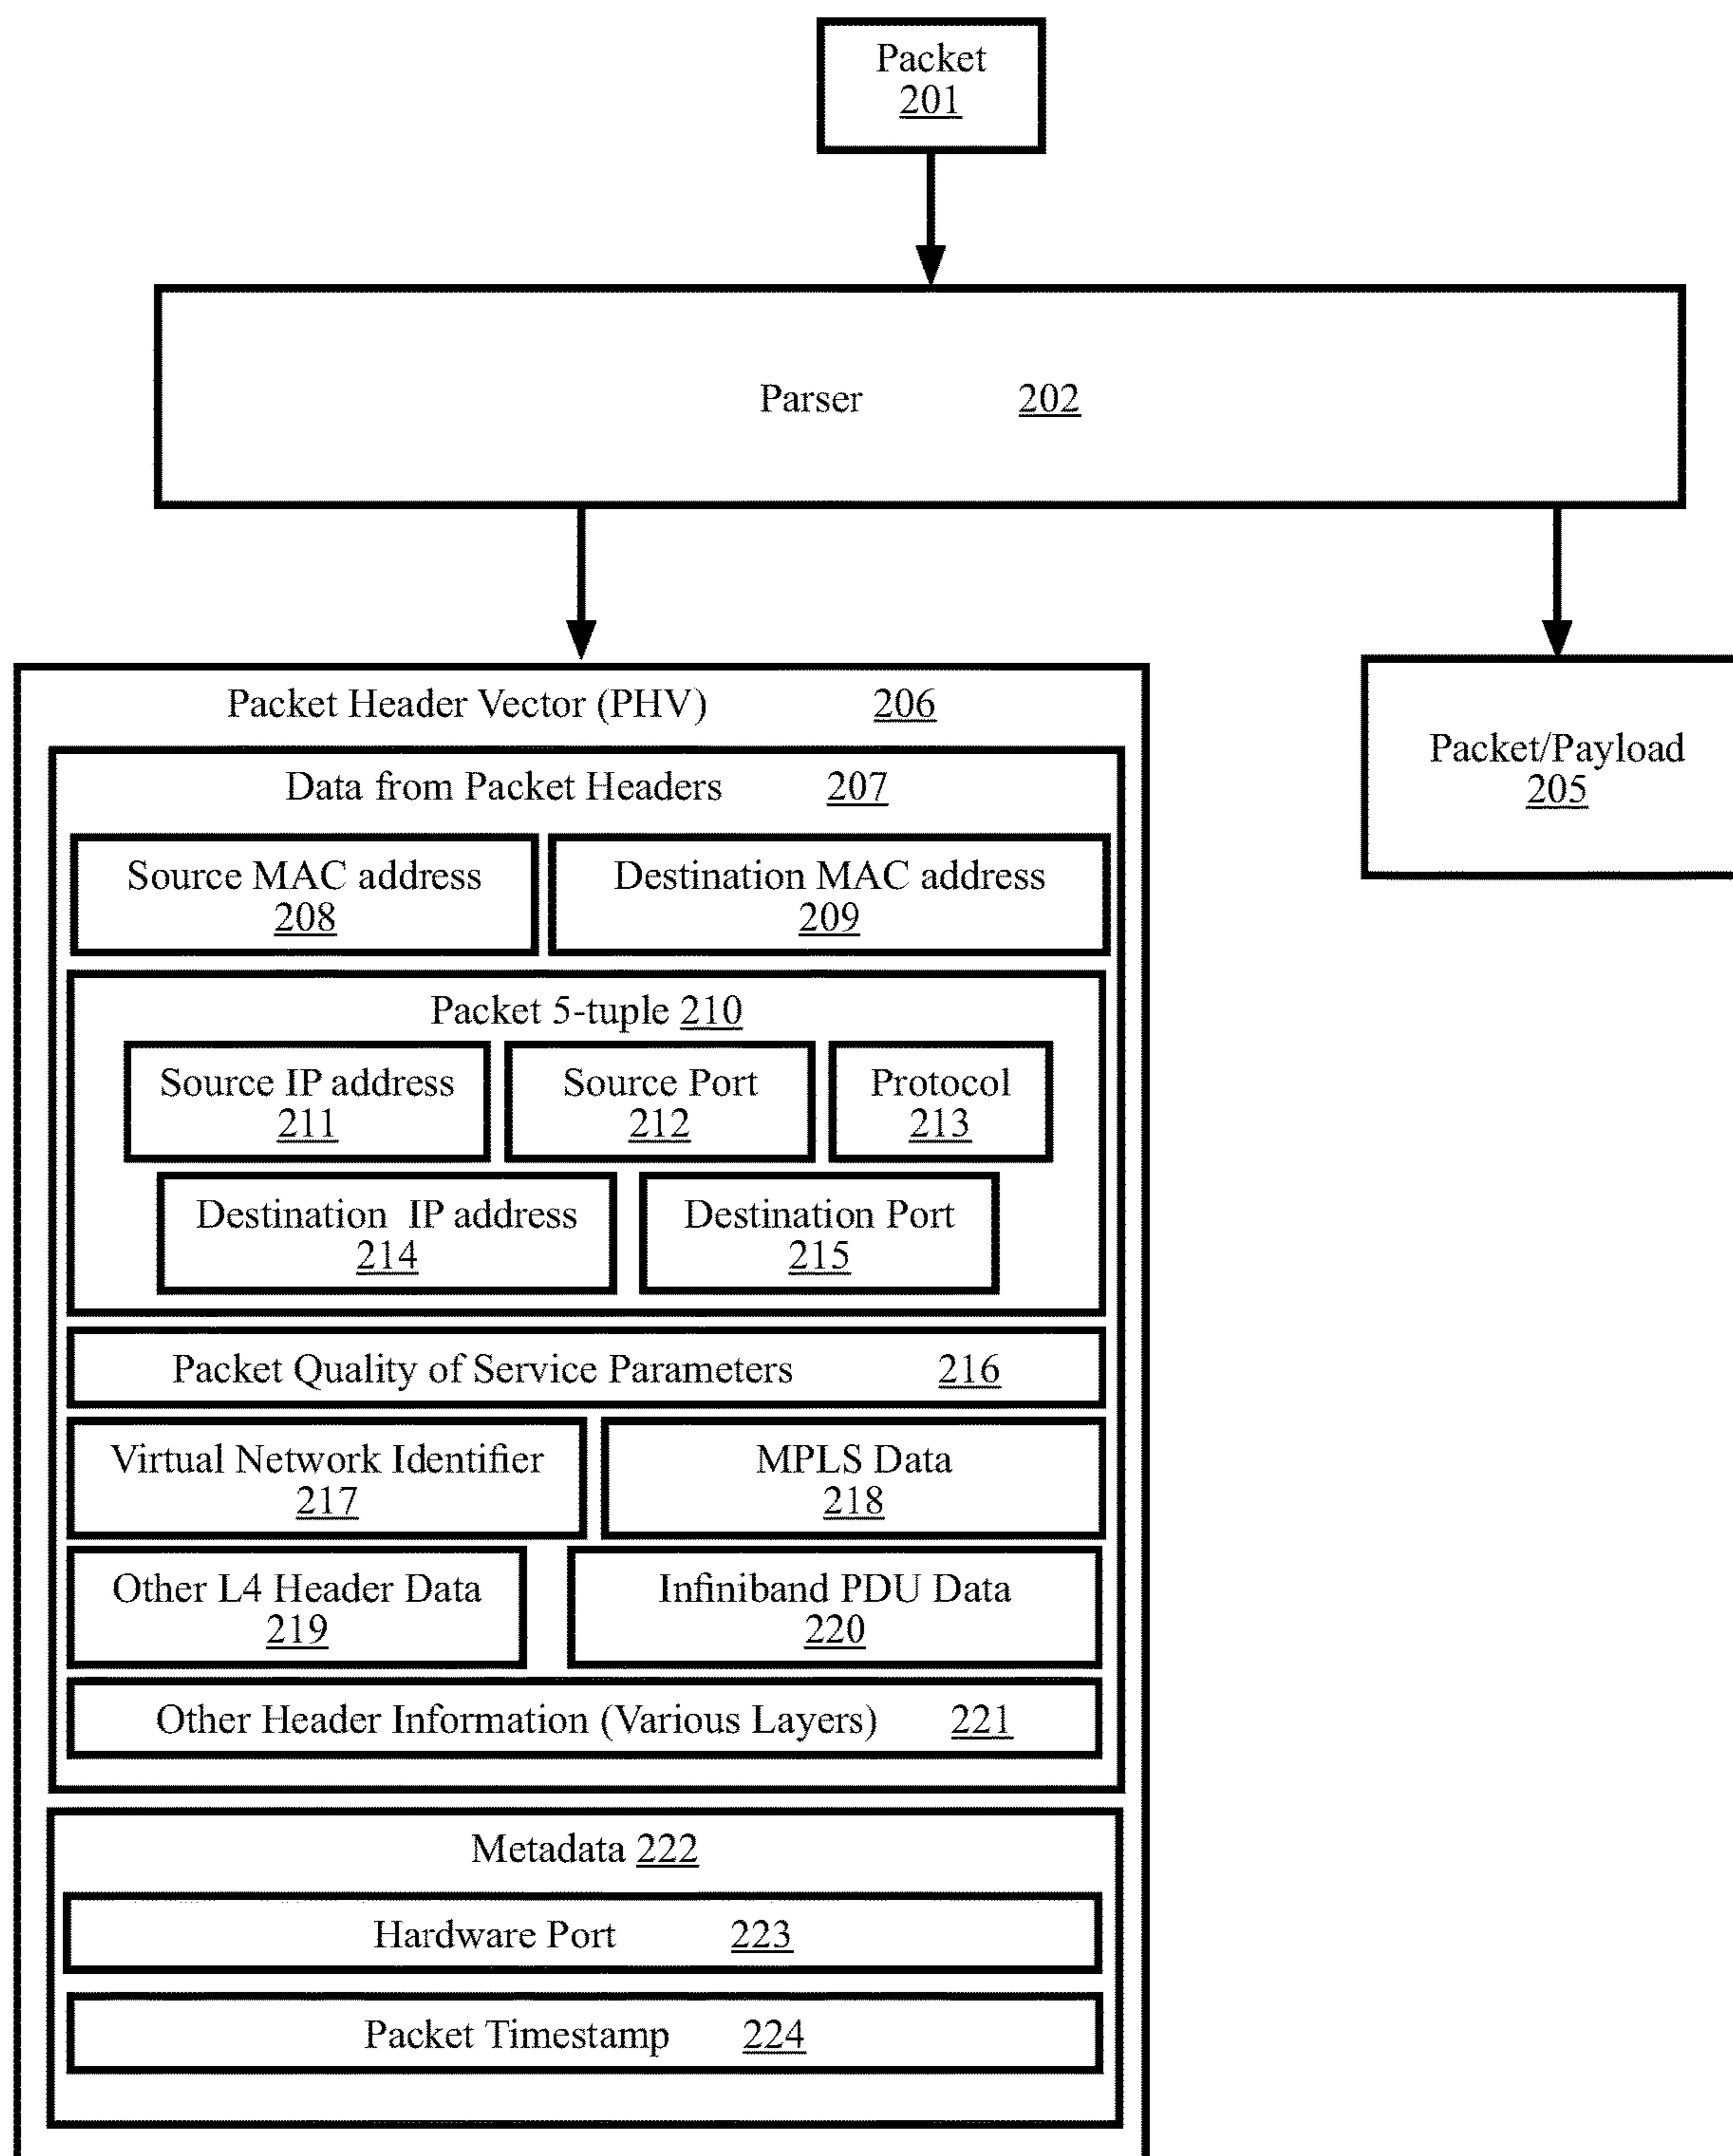 Packet
201
Parser 202
Packet Header Vector (PHV) 206
Data from Packet Headers 207
Source MAC address
208
Destination MAC address
209
Packet 5-tuple 210
Source IP address
211
Source Port
212
Protocol
213
Destination IP address
214
Destination Port
215
Packet Quality of Service Parameters 216
Virtual Network Identifier
217
MPLS Data
218
Other L4 Header Data
219
Infiniband PDU Data
220
Other Header Information (Various Layers) 221
Metadata 222
Hardware Port 223
Packet Timestamp 224
Packet/Payload
205